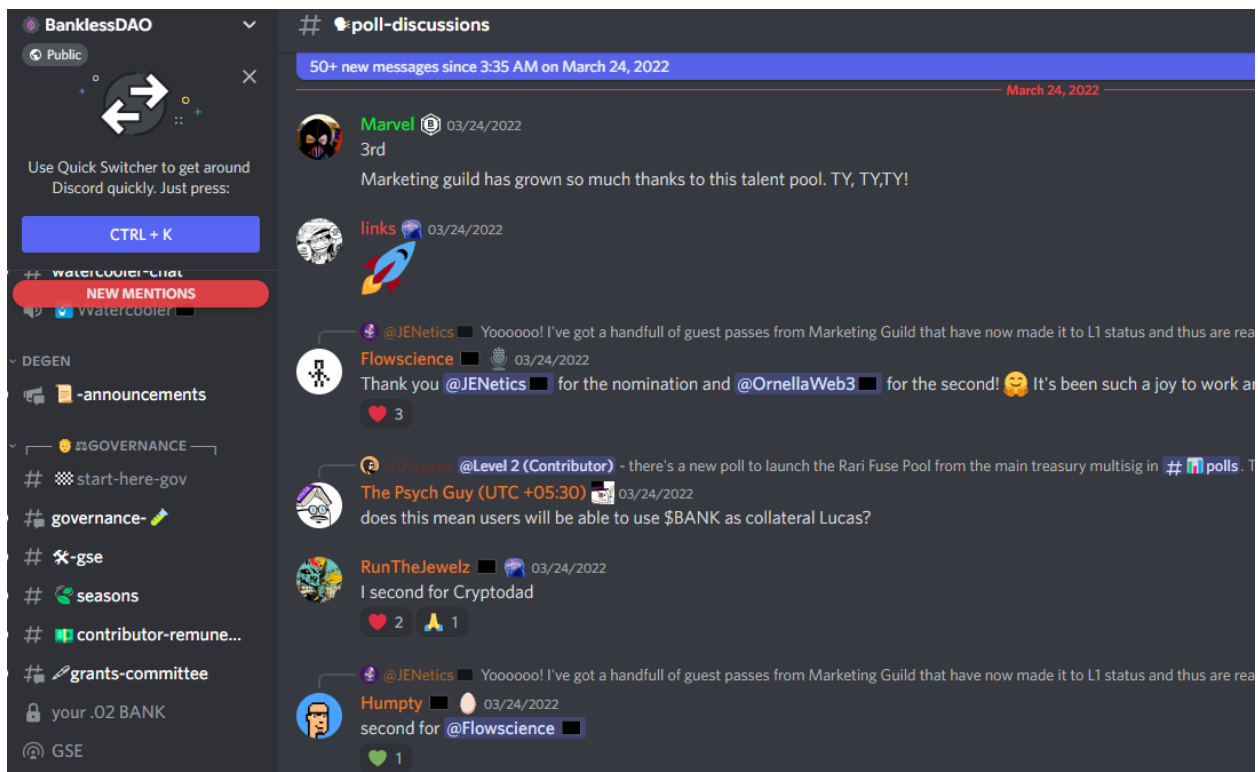 BanklessDAO
Public
Use Quick Switcher to get around
Discord quickly. Just press:
CTRL + K
watercooler-chat
NEW MENTIONS
Watercooler
DEGEN
-announcements
GOVERNANCE
start-here-gov
governance-
-gse
seasons
contributor-remune...
grants-committee
your .02 BANK
GSE
poll-discussions
50+ new messages since 3:35 AM on March 24, 2022
March 24, 2022
Marvel 03/24/2022
3rd
Marketing guild has grown so much thanks to this talent pool. TY, TY,TY!
links 03/24/2022
@JENetics Yoooooo! I've got a handfull of guest passes from Marketing Guild that have now made it to L1 status and thus are rea
Flowscience 03/24/2022
Thank you @JENetics for the nomination and @OrnellaWeb3 for the second! It's been such a joy to work a
3
@Level 2 (Contributor) - there's a new poll to launch the Rari Fuse Pool from the main treasury multisig in # polls. T
The Psych Guy (UTC +05:30) 03/24/2022
does this mean users will be able to use $BANK as collateral Lucas?
RunTheJewelz 03/24/2022
I second for Cryptodad
2 1
@JENetics Yoooooo! I've got a handfull of guest passes from Marketing Guild that have now made it to L1 status and thus are rea
Humpty 03/24/2022
second for @Flowscience
1